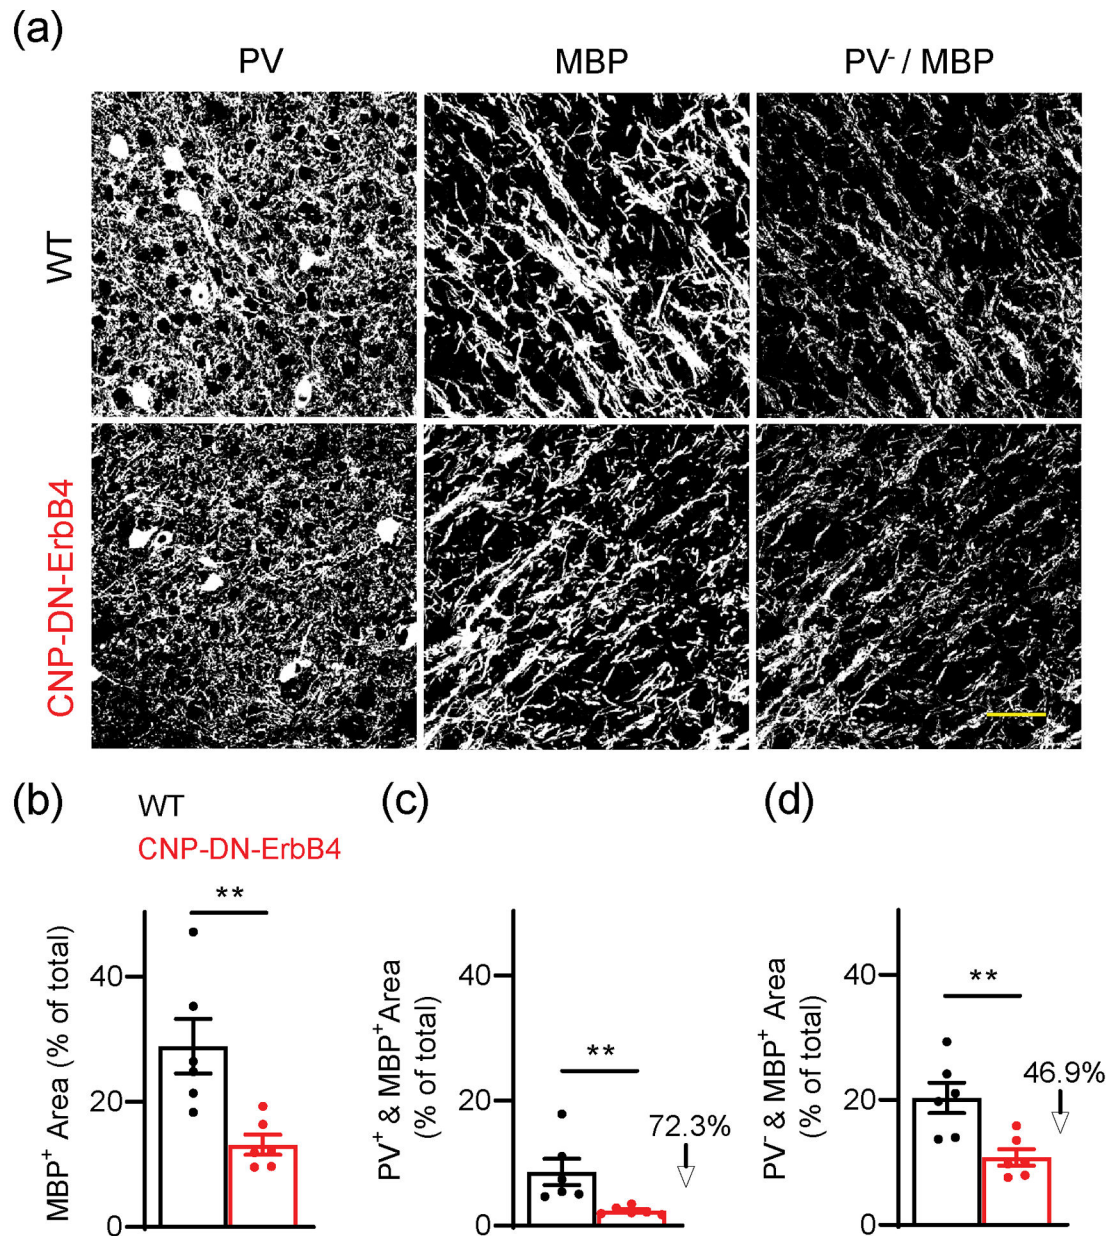 (a)
PV
MBP
PV⁻ / MBP
WT
CNP-DN-ErbB4
(b)
WT
CNP-DN-ErbB4
**
MBP⁺ Area (% of total)
40
20
0
(c)
**
72.3%
PV⁺ & MBP⁺ Area
(% of total)
40
20
0
(d)
**
46.9%
PV⁻ & MBP⁺ Area
(% of total)
40
20
0